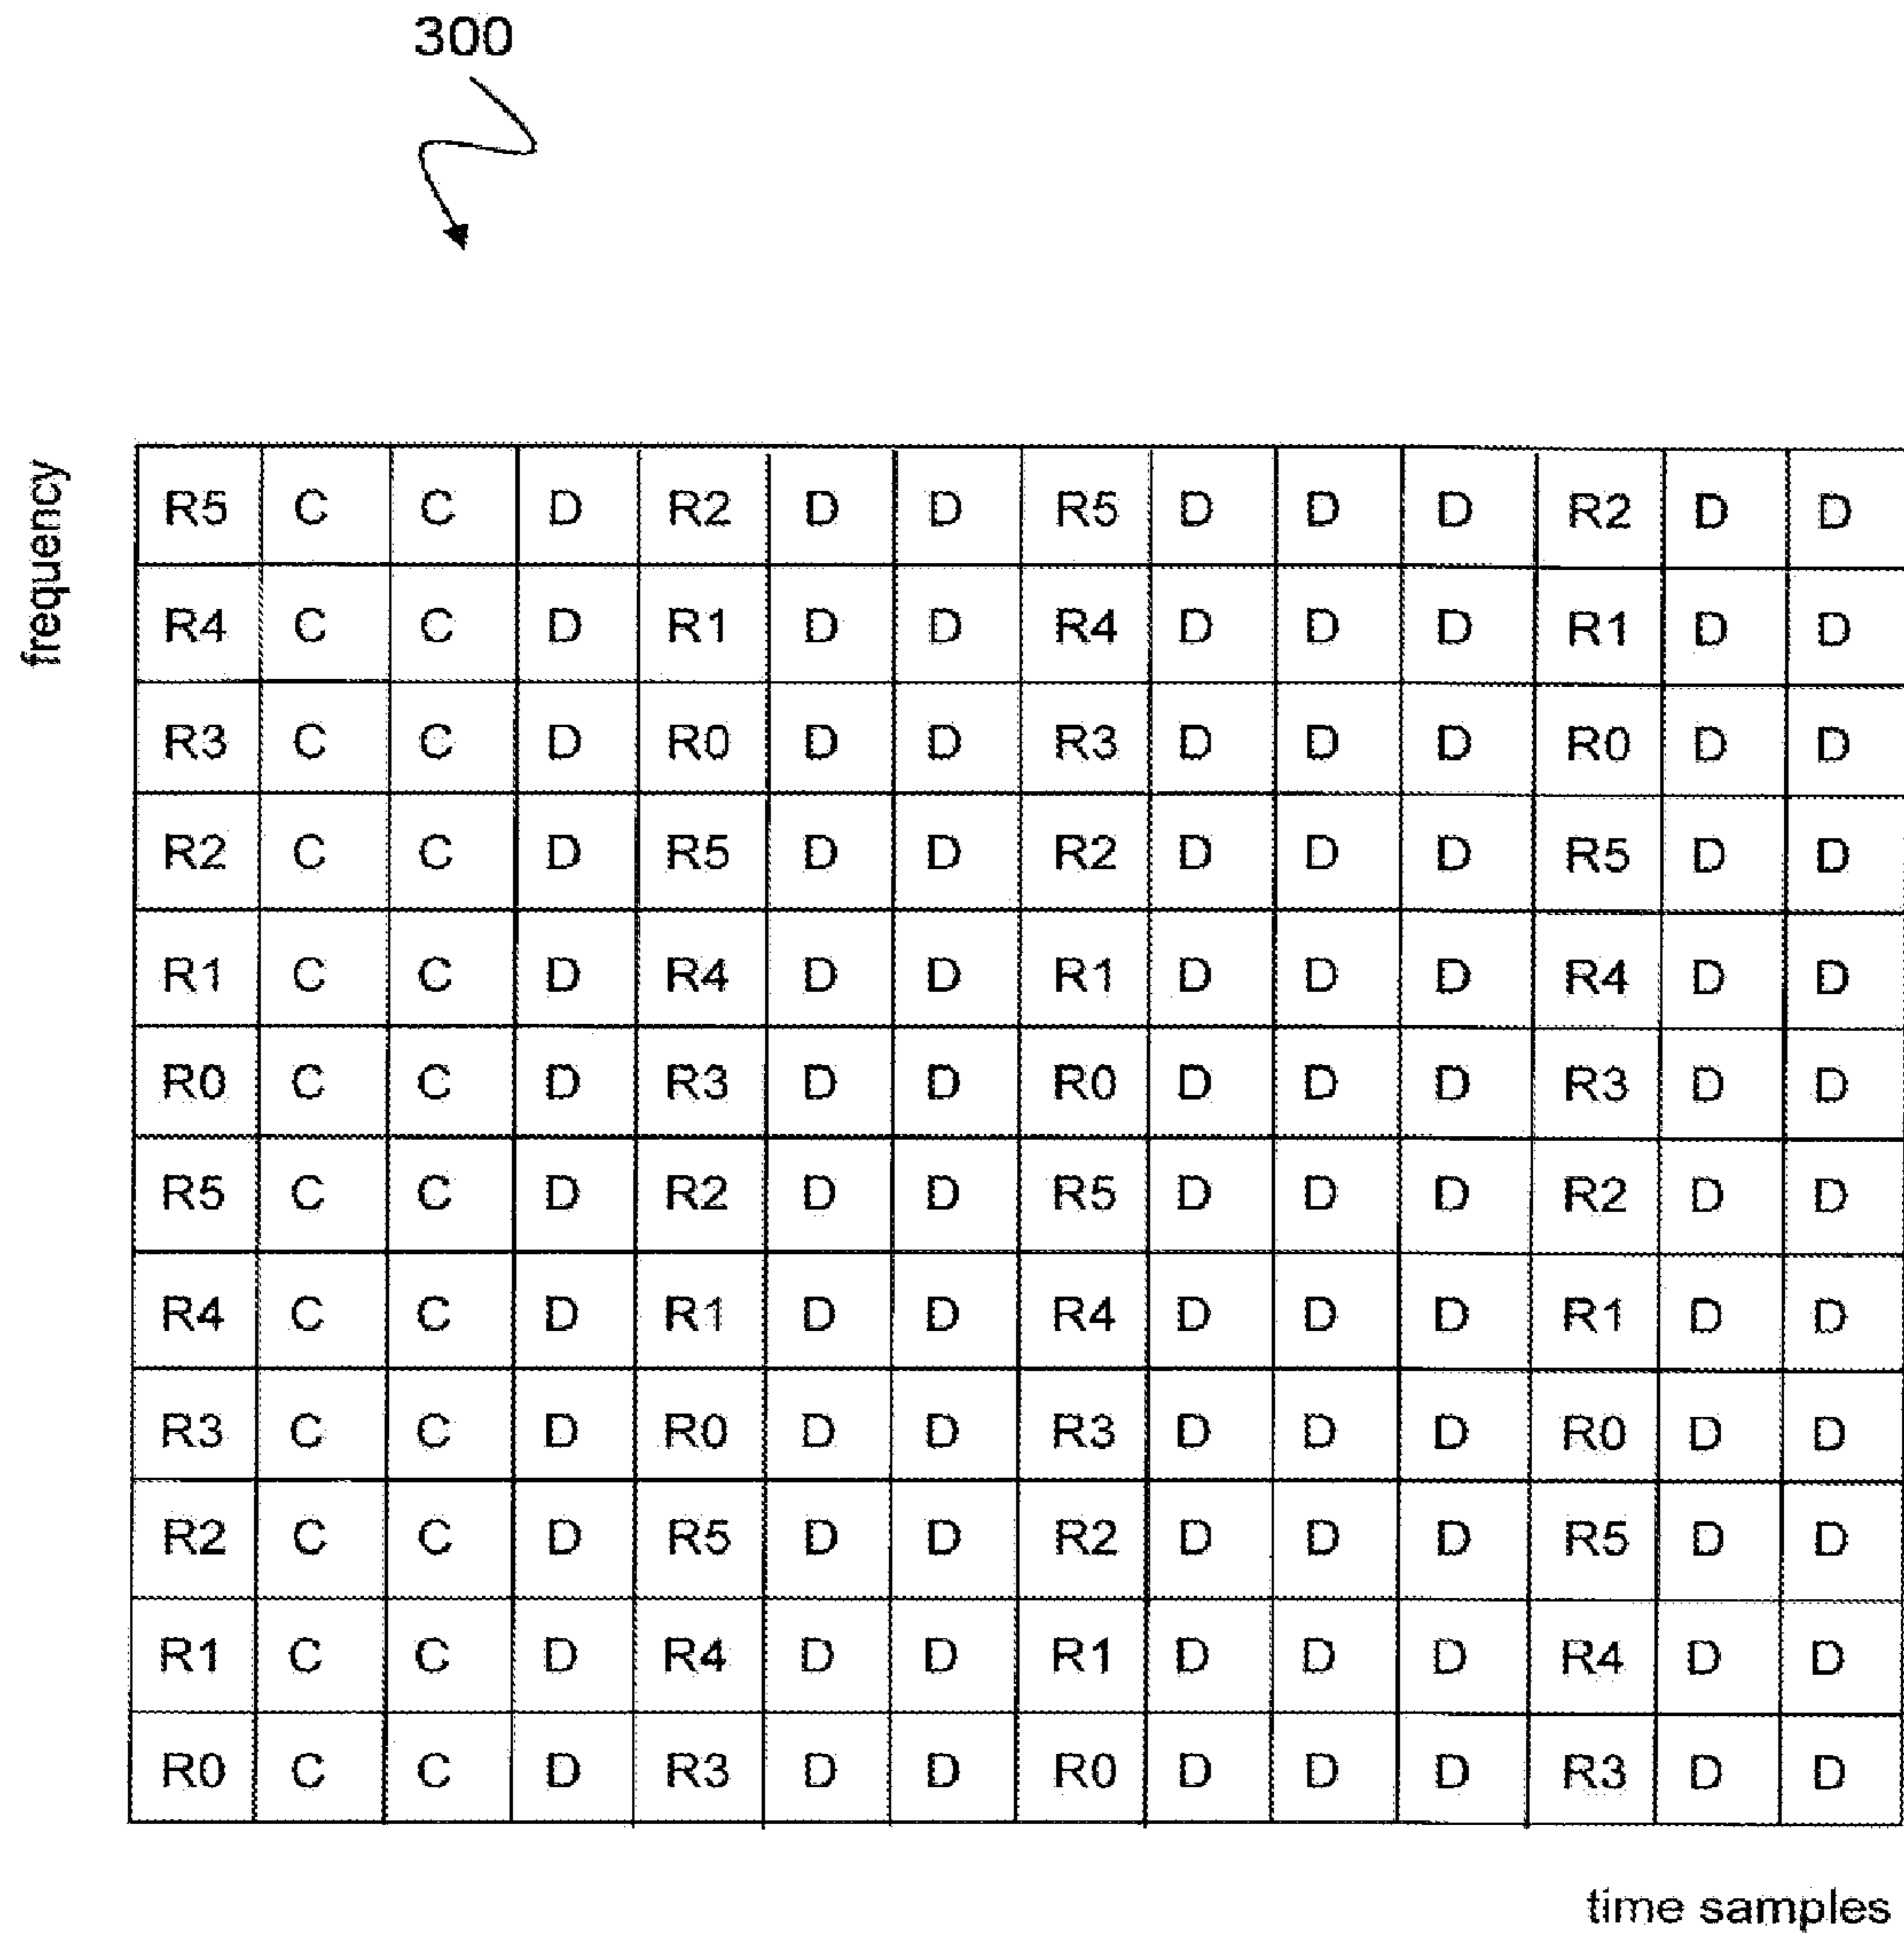 300
frequency
R5 C C D R2 D D R5 D D D R2 D D
R4 C C D R1 D D R4 D D D R1 D D
R3 C C D R0 D D R3 D D D R0 D D
R2 C C D R5 D D R2 D D D R5 D D
R1 C C D R4 D D R1 D D D R4 D D
R0 C C D R3 D D R0 D D D R3 D D
R5 C C D R2 D D R5 D D D R2 D D
R4 C C D R1 D D R4 D D D R1 D D
R3 C C D R0 D D R3 D D D R0 D D
R2 C C D R5 D D R2 D D D R5 D D
R1 C C D R4 D D R1 D D D R4 D D
R0 C C D R3 D D R0 D D D R3 D D
time samples